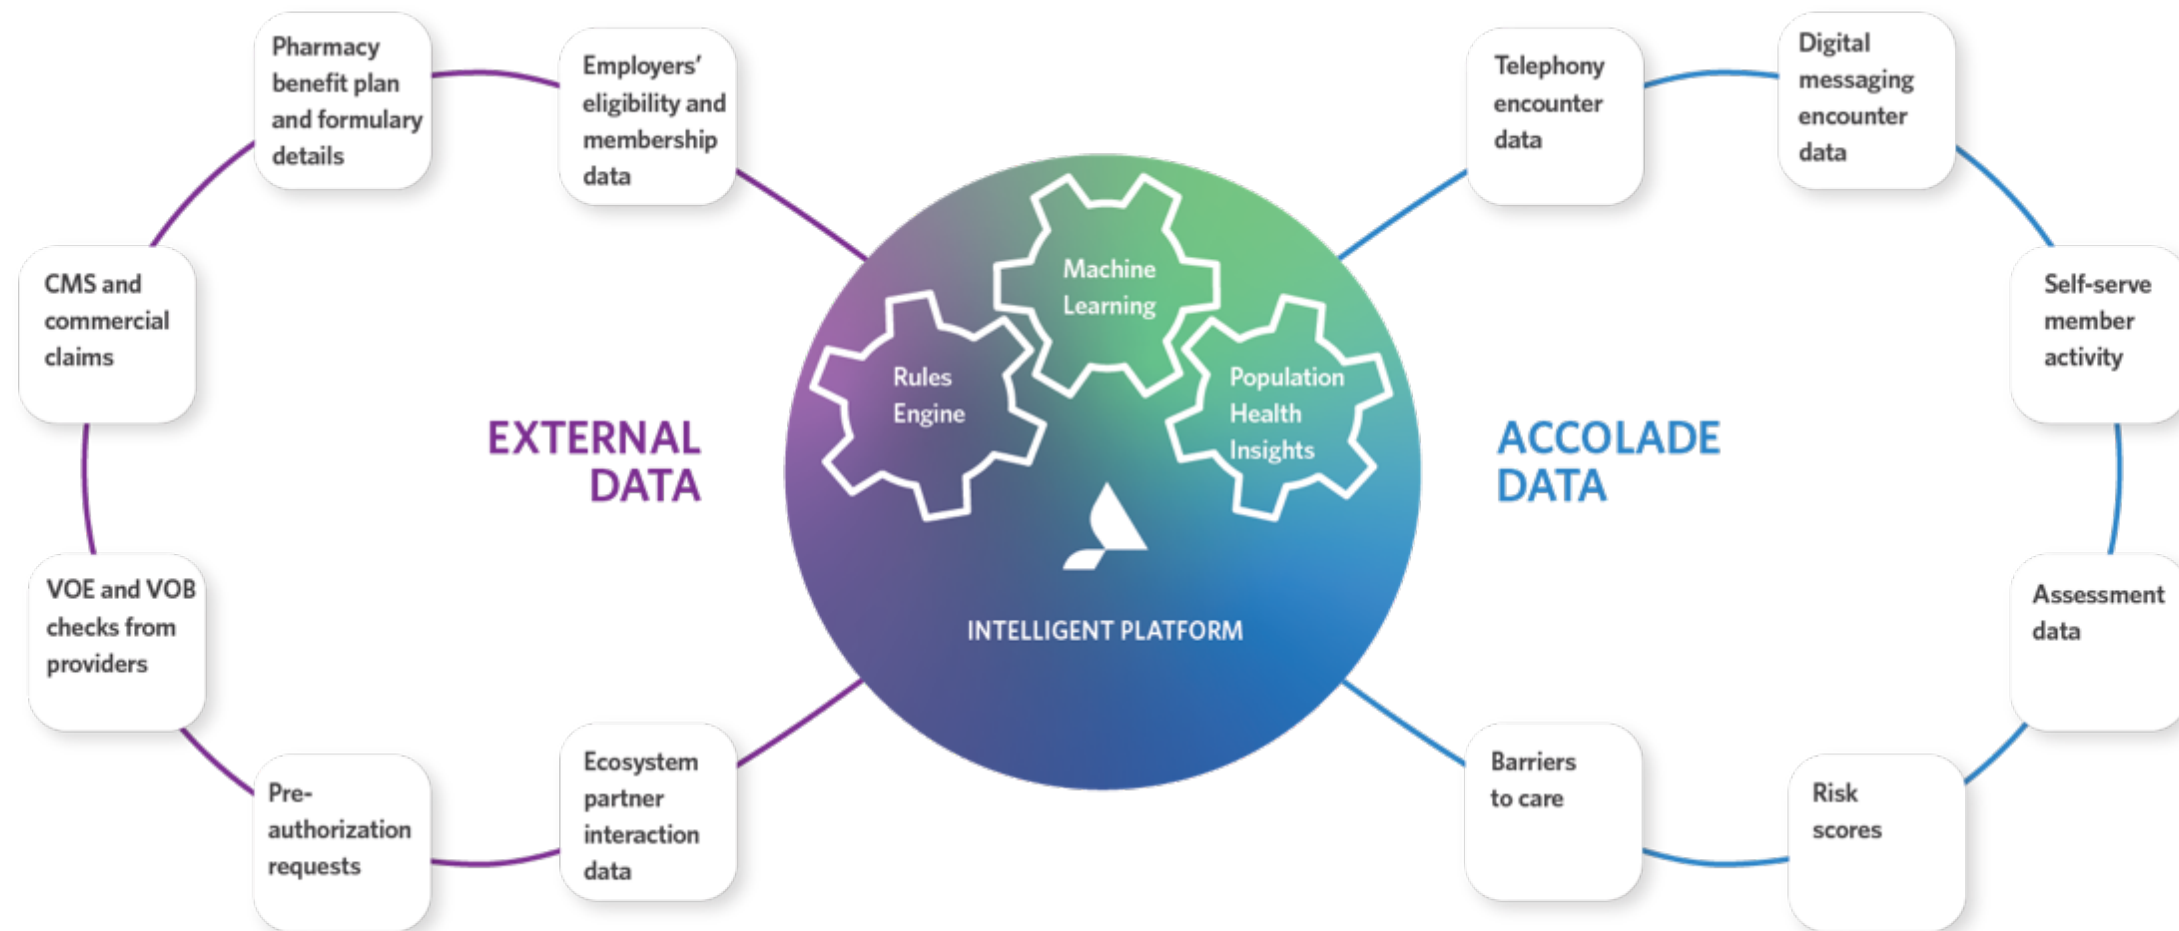 Pharmacy
benefit plan
and formulary
details
Employers’
eligibility and
membership
data
CMS and
commercial
claims
EXTERNAL
DATA
VOE and VOB
checks from
providers
Pre-
authorization
requests
Ecosystem
partner
interaction
data
Machine
Learning
Rules
Engine
Population
Health
Insights
INTELLIGENT PLATFORM
Telephony
encounter
data
Digital
messaging
encounter
data
Self-serve
member
activity
ACCOLADE
DATA
Assessment
data
Barriers
to care
Risk
scores